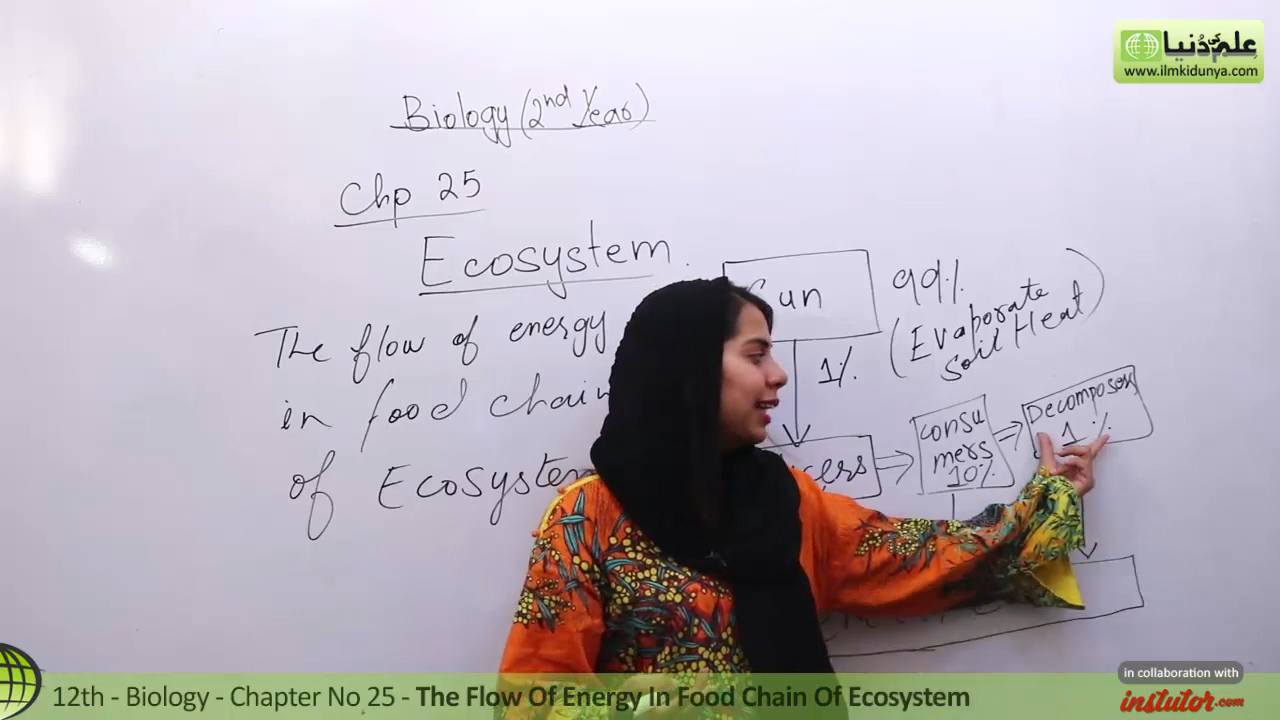 علم کی دُنیا
www.ilmkidunya.com
Biology (2nd Year)
Chp 25
Ecosystem.
The flow of energy
in food chain
of Ecosystem
Sun
99%
(Evaporate
Soil Heat)
1%
Consu
mers
10%
Decomposers
1%
in collaboration with
instutor.com
12th - Biology - Chapter No 25 - The Flow Of Energy In Food Chain Of Ecosystem